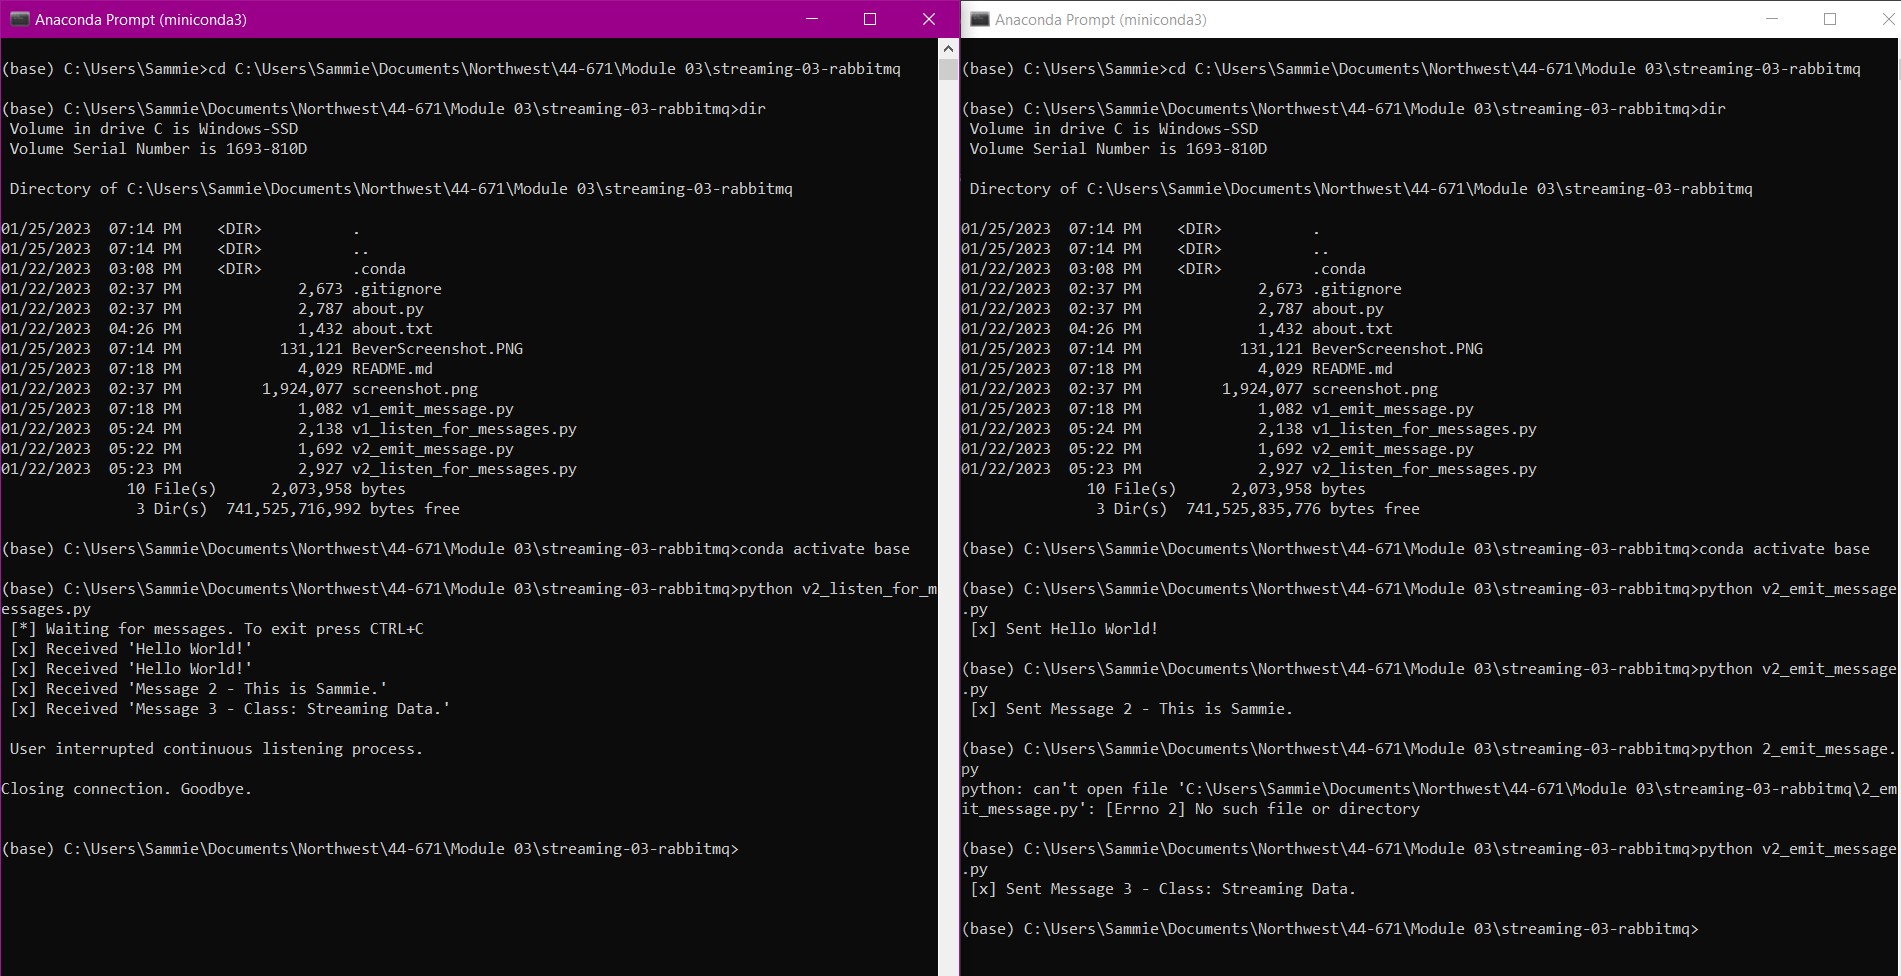 Anaconda Prompt (miniconda3)
(base) C:\Users\Sammie>cd C:\Users\Sammie\Documents\Northwest\44-671\Module 03\streaming-03-rabbitmq
(base) C:\Users\Sammie\Documents\Northwest\44-671\Module 03\streaming-03-rabbitmq>dir
Volume in drive C is Windows-SSD
Volume Serial Number is 1693-810D
Directory of C:\Users\Sammie\Documents\Northwest\44-671\Module 03\streaming-03-rabbitmq
01/25/2023  07:14 PM    <DIR>          .
01/25/2023  07:14 PM    <DIR>          ..
01/22/2023  03:08 PM    <DIR>          .conda
01/22/2023  02:37 PM             2,673 .gitignore
01/22/2023  02:37 PM             2,787 about.py
01/22/2023  04:26 PM             1,432 about.txt
01/25/2023  07:14 PM           131,121 BeverScreenshot.PNG
01/25/2023  07:18 PM             4,029 README.md
01/22/2023  02:37 PM         1,924,077 screenshot.png
01/25/2023  07:18 PM             1,082 v1_emit_message.py
01/22/2023  05:24 PM             2,138 v1_listen_for_messages.py
01/22/2023  05:22 PM             1,692 v2_emit_message.py
01/22/2023  05:23 PM             2,927 v2_listen_for_messages.py
10 File(s)      2,073,958 bytes
3 Dir(s)  741,525,716,992 bytes free
(base) C:\Users\Sammie\Documents\Northwest\44-671\Module 03\streaming-03-rabbitmq>conda activate base
(base) C:\Users\Sammie\Documents\Northwest\44-671\Module 03\streaming-03-rabbitmq>python v2_listen_for_m
essages.py
[*] Waiting for messages. To exit press CTRL+C
[x] Received 'Hello World!'
[x] Received 'Hello World!'
[x] Received 'Message 2 - This is Sammie.'
[x] Received 'Message 3 - Class: Streaming Data.'
User interrupted continuous listening process.
Closing connection. Goodbye.
(base) C:\Users\Sammie\Documents\Northwest\44-671\Module 03\streaming-03-rabbitmq>
Anaconda Prompt (miniconda3)
(base) C:\Users\Sammie>cd C:\Users\Sammie\Documents\Northwest\44-671\Module 03\streaming-03-rabbitmq
(base) C:\Users\Sammie\Documents\Northwest\44-671\Module 03\streaming-03-rabbitmq>dir
Volume in drive C is Windows-SSD
Volume Serial Number is 1693-810D
Directory of C:\Users\Sammie\Documents\Northwest\44-671\Module 03\streaming-03-rabbitmq
01/25/2023  07:14 PM    <DIR>          .
01/25/2023  07:14 PM    <DIR>          ..
01/22/2023  03:08 PM    <DIR>          .conda
01/22/2023  02:37 PM             2,673 .gitignore
01/22/2023  02:37 PM             2,787 about.py
01/22/2023  04:26 PM             1,432 about.txt
01/25/2023  07:14 PM           131,121 BeverScreenshot.PNG
01/25/2023  07:18 PM             4,029 README.md
01/22/2023  02:37 PM         1,924,077 screenshot.png
01/25/2023  07:18 PM             1,082 v1_emit_message.py
01/22/2023  05:24 PM             2,138 v1_listen_for_messages.py
01/22/2023  05:22 PM             1,692 v2_emit_message.py
01/22/2023  05:23 PM             2,927 v2_listen_for_messages.py
10 File(s)      2,073,958 bytes
3 Dir(s)  741,525,835,776 bytes free
(base) C:\Users\Sammie\Documents\Northwest\44-671\Module 03\streaming-03-rabbitmq>conda activate base
(base) C:\Users\Sammie\Documents\Northwest\44-671\Module 03\streaming-03-rabbitmq>python v2_emit_message
.py
[x] Sent Hello World!
(base) C:\Users\Sammie\Documents\Northwest\44-671\Module 03\streaming-03-rabbitmq>python v2_emit_message
.py
[x] Sent Message 2 - This is Sammie.
(base) C:\Users\Sammie\Documents\Northwest\44-671\Module 03\streaming-03-rabbitmq>python 2_emit_message.
py
python: can't open file 'C:\Users\Sammie\Documents\Northwest\44-671\Module 03\streaming-03-rabbitmq\2_em
it_message.py': [Errno 2] No such file or directory
(base) C:\Users\Sammie\Documents\Northwest\44-671\Module 03\streaming-03-rabbitmq>python v2_emit_message
.py
[x] Sent Message 3 - Class: Streaming Data.
(base) C:\Users\Sammie\Documents\Northwest\44-671\Module 03\streaming-03-rabbitmq>